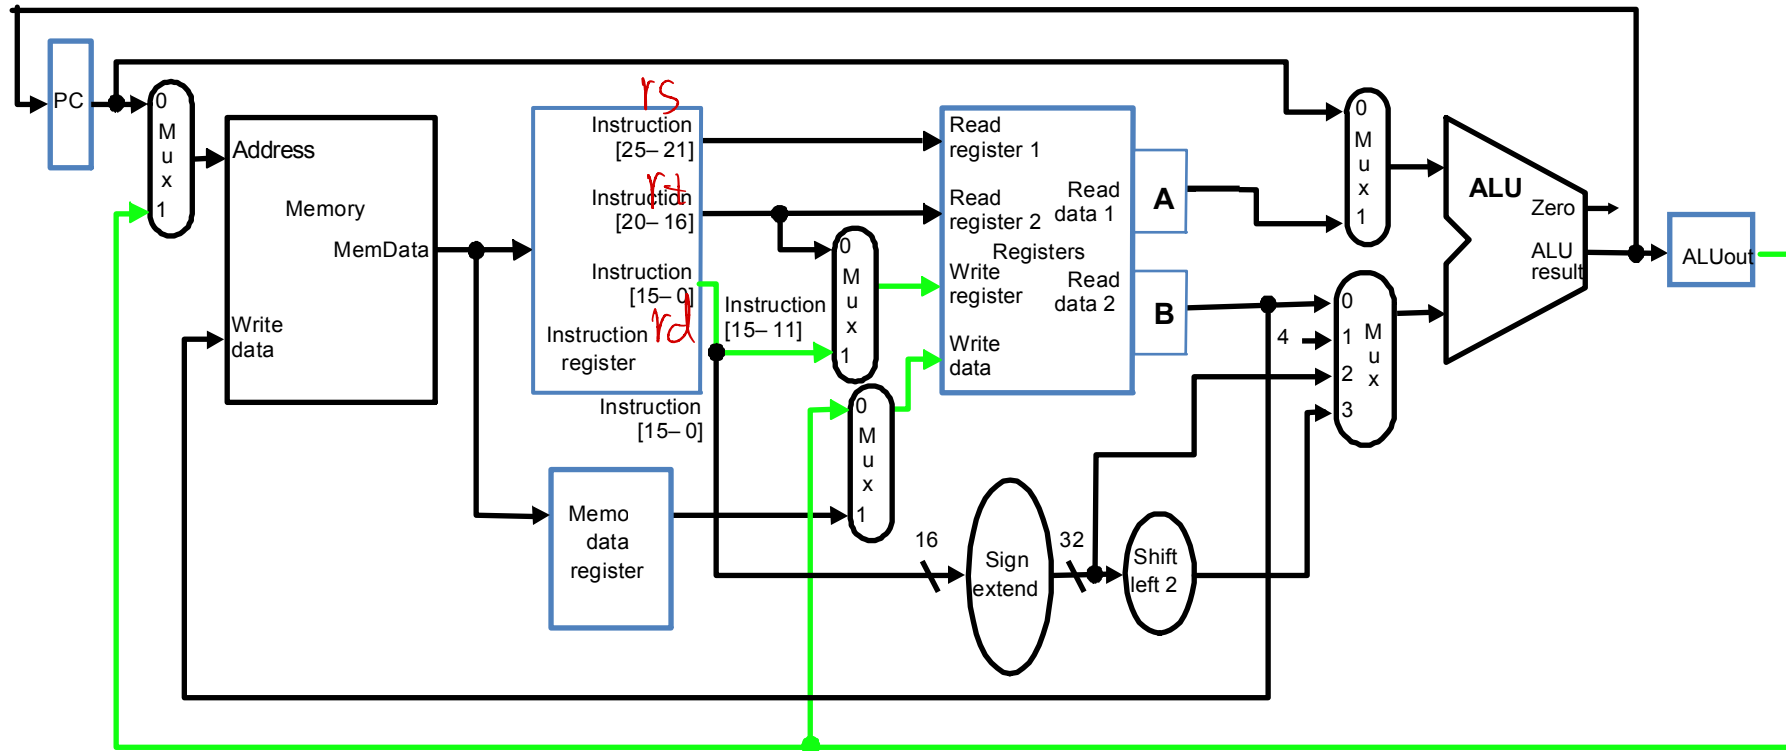 PC
0
M
u
x
1
Address
Memory
MemData
Write
data
rs
Instruction
[25– 21]
rt
Instruction
[20– 16]
Instruction
[15– 0]
rd
Instruction
register
Instruction
[15– 11]
Instruction
[15– 0]
Memo
data
register
0
M
u
x
1
0
M
u
x
1
Read
register 1
Read
register 2
Registers
Write
register
Write
data
Read
data 1
Read
data 2
A
B
16
Sign
extend
32
Shift
left 2
4
0
M
u
x
1
0
1
2
3
M
u
x
ALU
Zero
ALU
result
ALUout